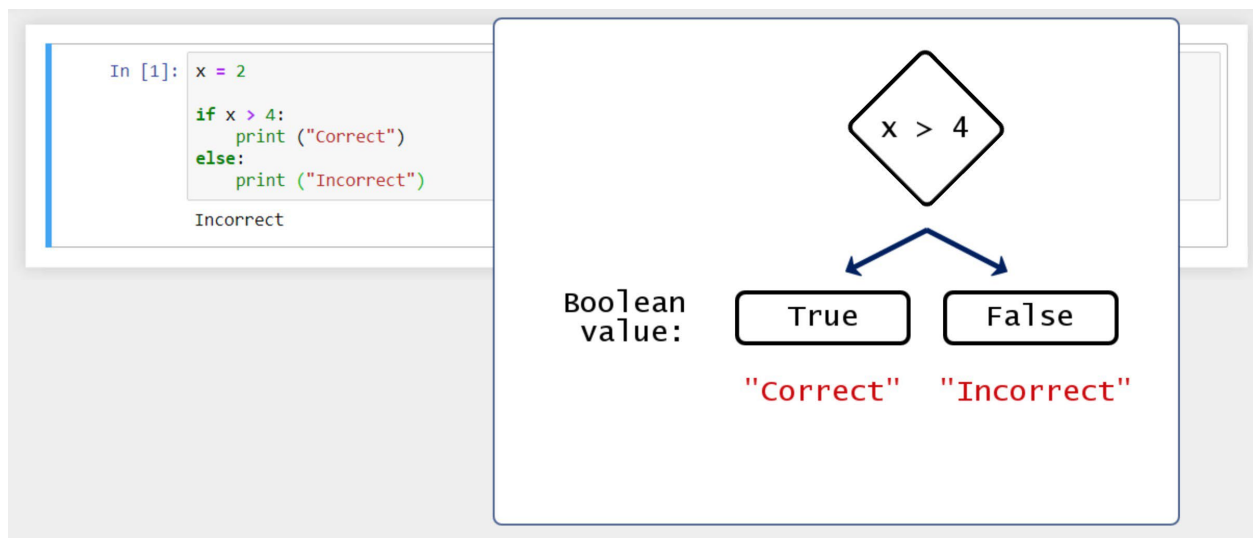 In [1]: x = 2
if x > 4:
    print ("Correct")
else:
    print ("Incorrect")
Incorrect
x > 4
Boolean
value:
True False
"Correct" "Incorrect"